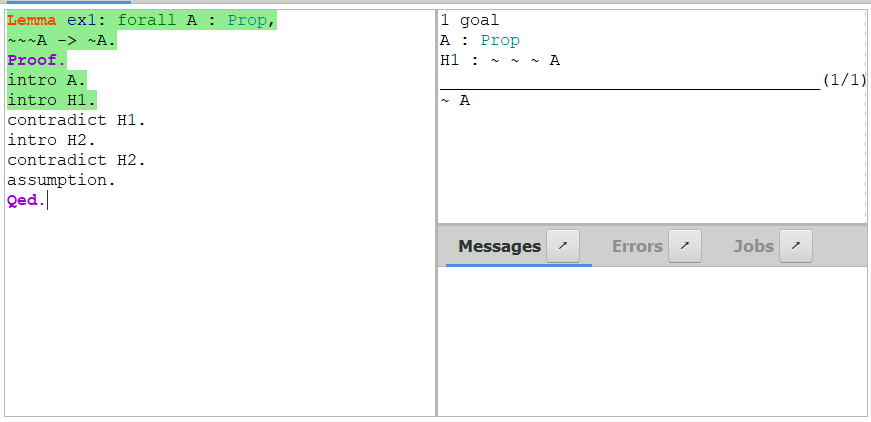 Lemma ex1: forall A : Prop,
~~~A -> ~A.
Proof.
intro A.
intro H1.
contradict H1.
intro H2.
contradict H2.
assumption.
Qed.
1 goal
A : Prop
H1 : ~ ~ ~ A
(1/1)
~ A
Messages
Errors
Jobs